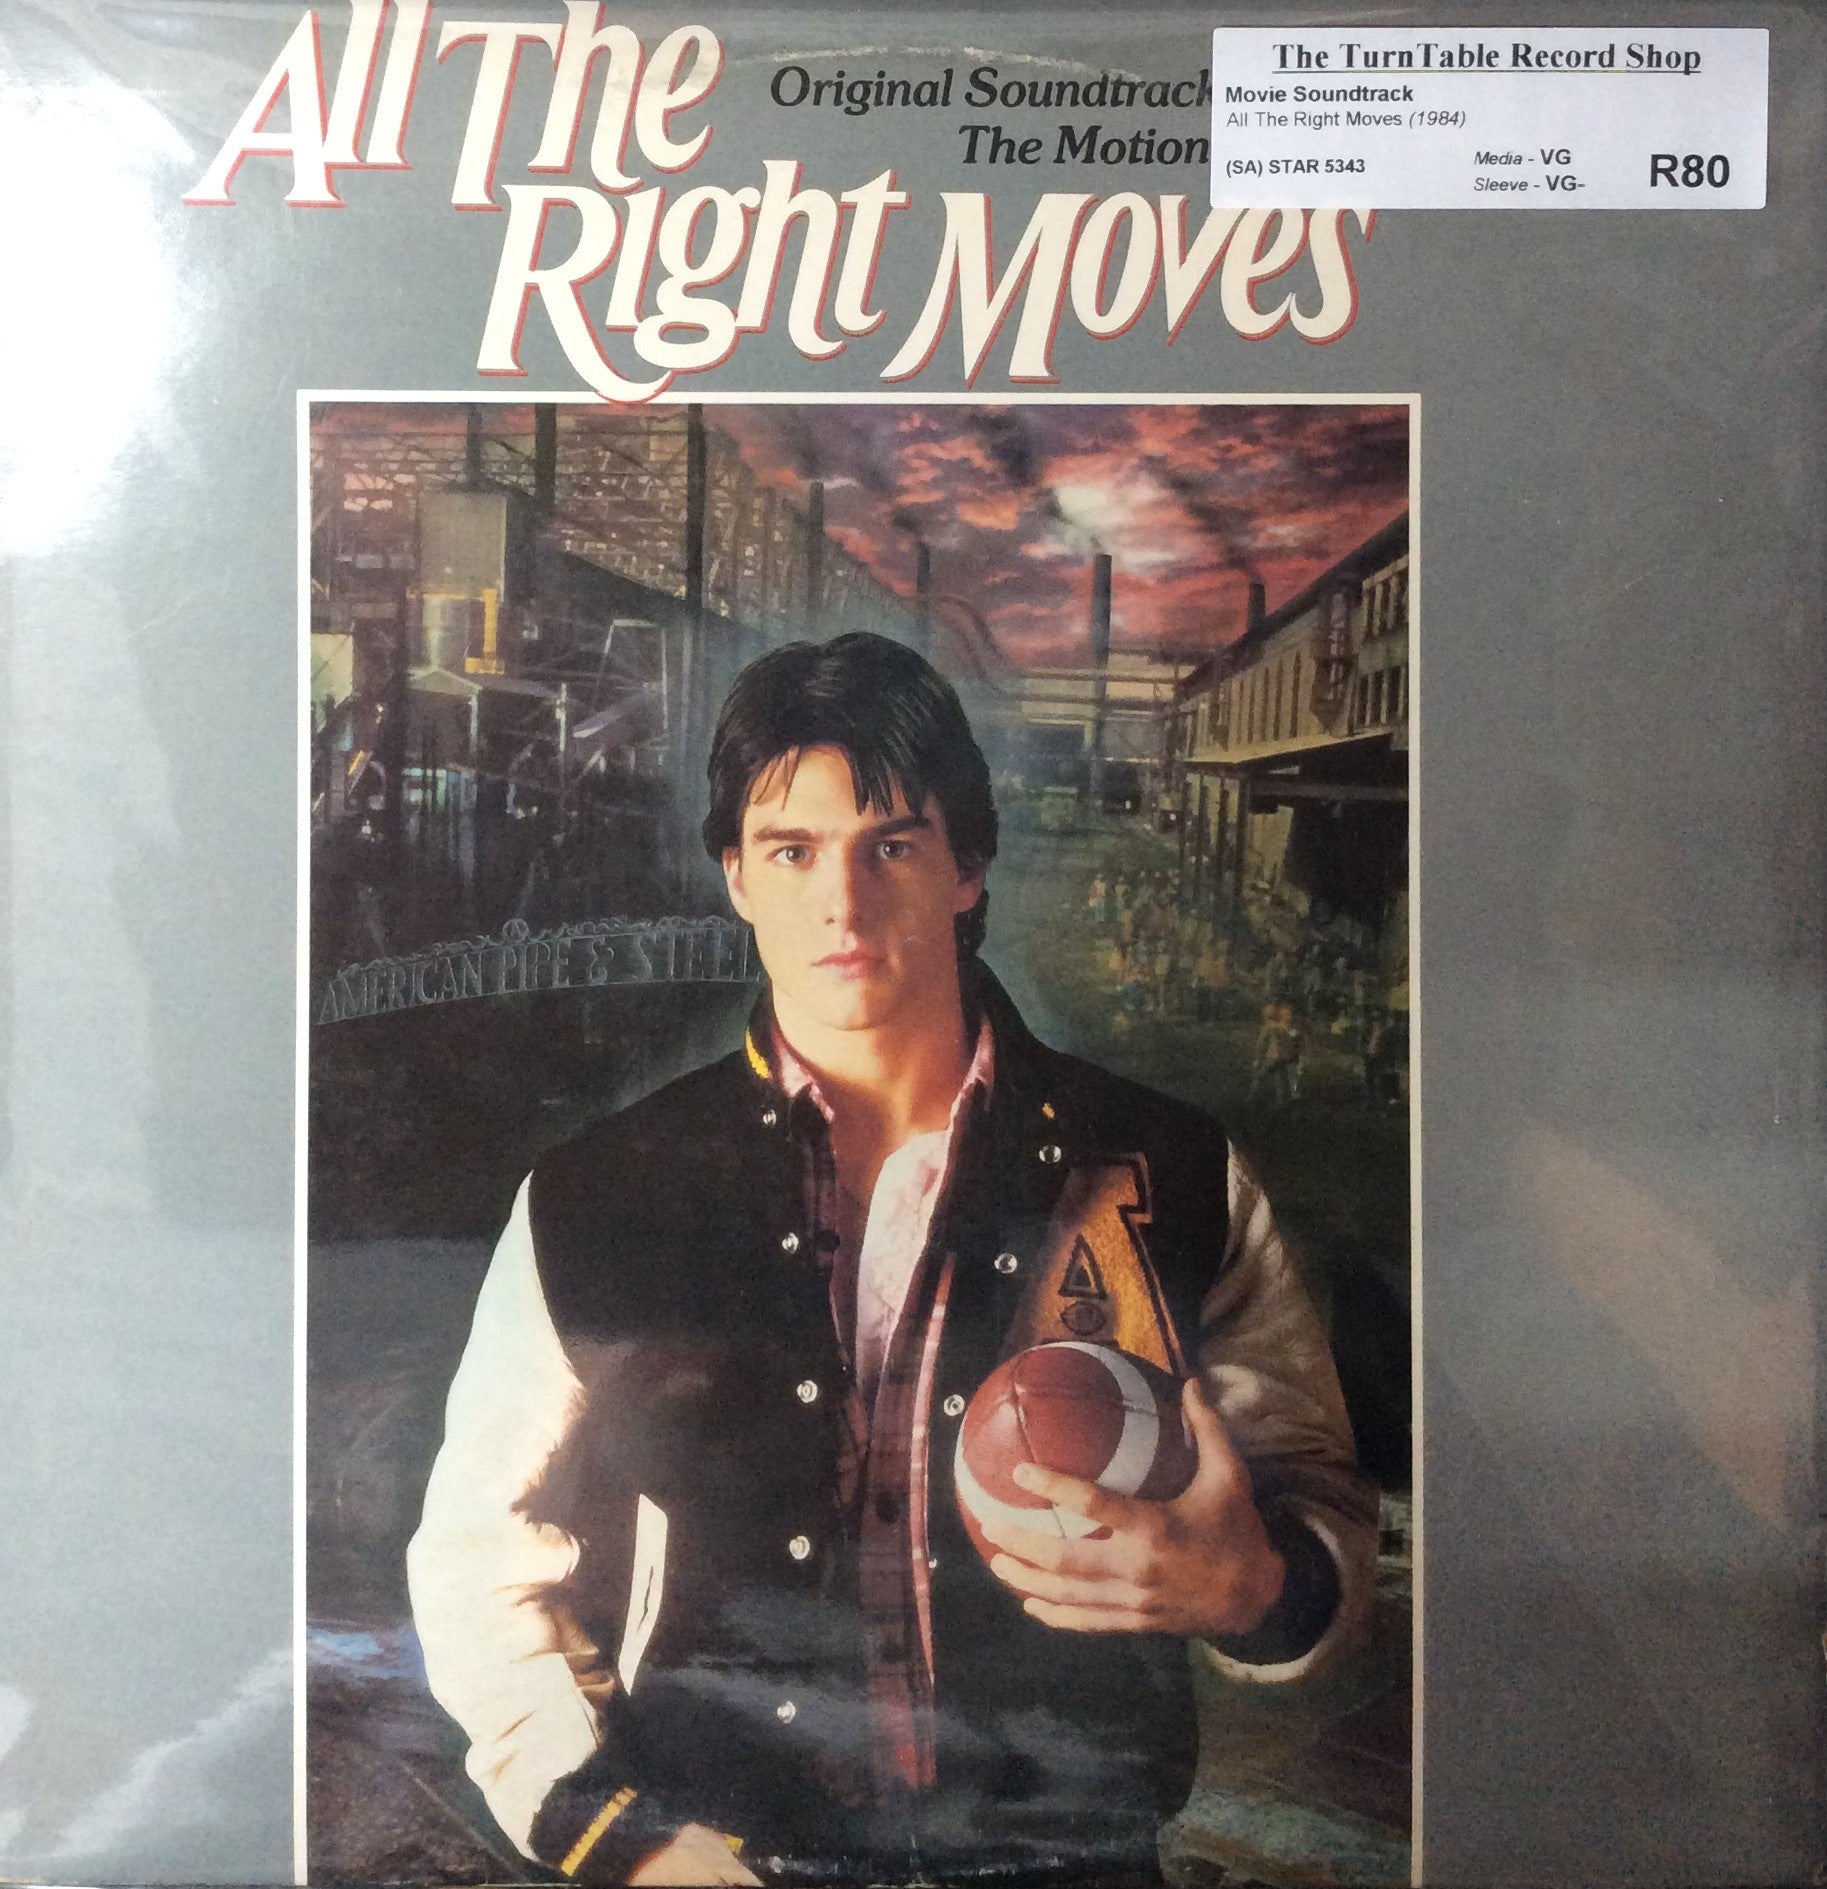 All The
Original Soundtrack
The Motion
Right Moves
The TurnTable Record Shop
Movie Soundtrack
All The Right Moves (1984)
(SA) STAR 5343
Media - VG
Sleeve - VG-
R80
AMERICAN PIPE & STEEL
A